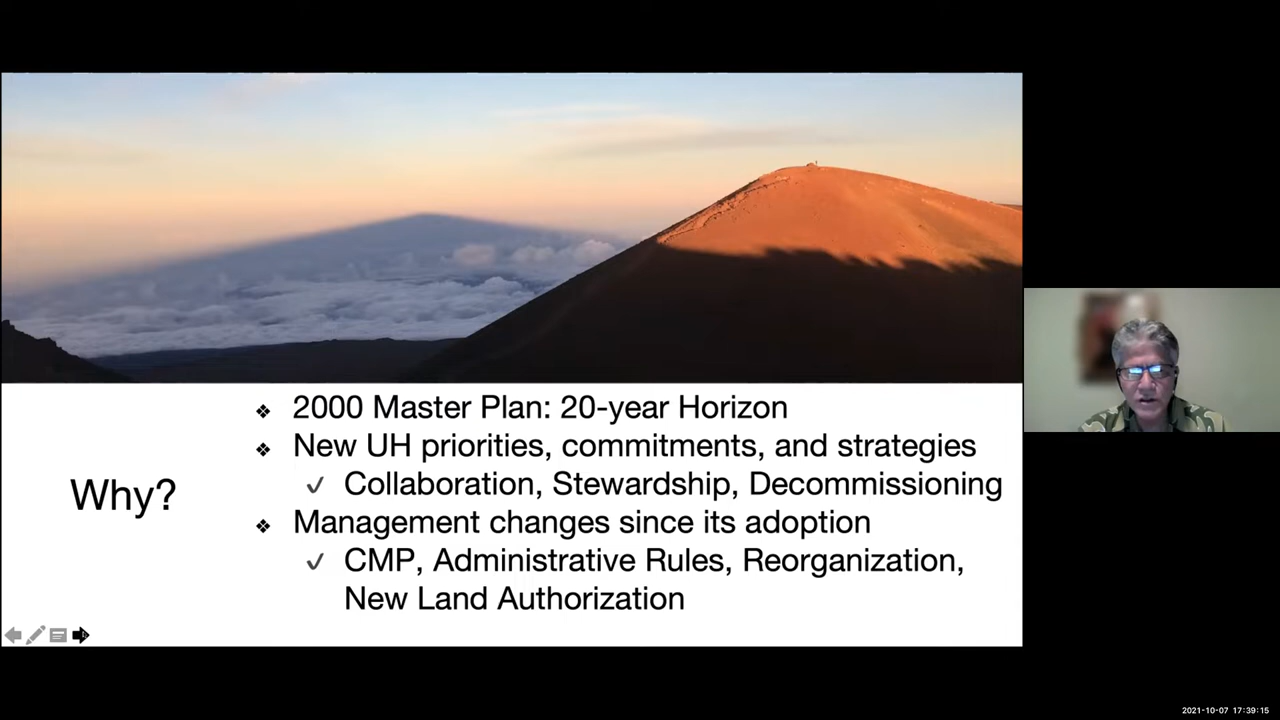 Why?
❖ 2000 Master Plan: 20-year Horizon
❖ New UH priorities, commitments, and strategies
✓ Collaboration, Stewardship, Decommissioning
❖ Management changes since its adoption
✓ CMP, Administrative Rules, Reorganization,
New Land Authorization
2021-10-07 17:39:15